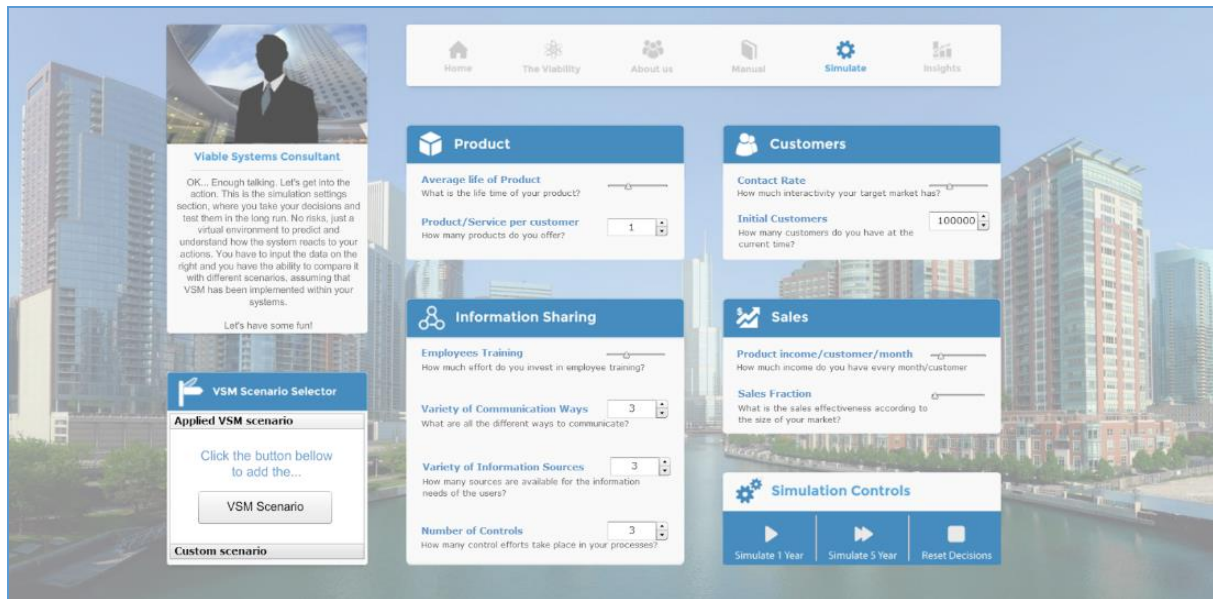 Home
The Viability
About us
Manual
Simulate
Insights
Viable Systems Consultant
OK... Enough talking. Let's get into the
action. This is the simulation settings
section, where you take your decisions and
test them in the long run. No risks, just a
virtual environment to predict and
understand how the system reacts to your
actions. You have to input the data on the
right and you have the ability to compare it
with different scenarios, assuming that
VSM has been implemented within your
systems.
Let's have some fun!
VSM Scenario Selector
Applied VSM scenario
Click the button bellow
to add the...
VSM Scenario
Custom scenario
Product
Average life of Product
What is the life time of your product?
Product/Service per customer
How many products do you offer?
1
Customers
Contact Rate
How much interactivity your target market has?
Initial Customers
How many customers do you have at the
current time?
100000
Information Sharing
Employees Training
How much effort do you invest in employee training?
Variety of Communication Ways
What are all the different ways to communicate?
3
Variety of Information Sources
How many sources are available for the information
needs of the users?
3
Number of Controls
How many control efforts take place in your processes?
3
Sales
Product income/customer/month
How much income do you have every month/customer
Sales Fraction
What is the sales effectiveness according to
the size of your market?
Simulation Controls
Simulate 1 Year
Simulate 5 Year
Reset Decisions